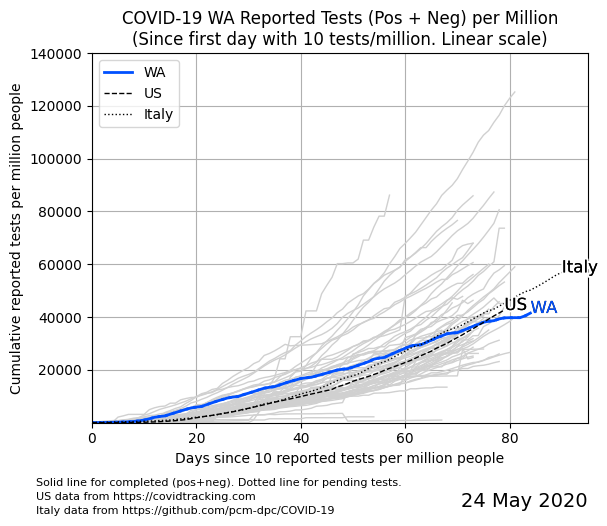 COVID-19 WA Reported Tests (Pos + Neg) per Million
(Since first day with 10 tests/million. Linear scale)
Cumulative reported tests per million people
140000
120000
100000
80000
60000
40000
20000
WA
US
Italy
Italy
US
WA
0
20
40
60
80
Days since 10 reported tests per million people
Solid line for completed (pos+neg). Dotted line for pending tests.
US data from https://covidtracking.com
Italy data from https://github.com/pcm-dpc/COVID-19
24 May 2020